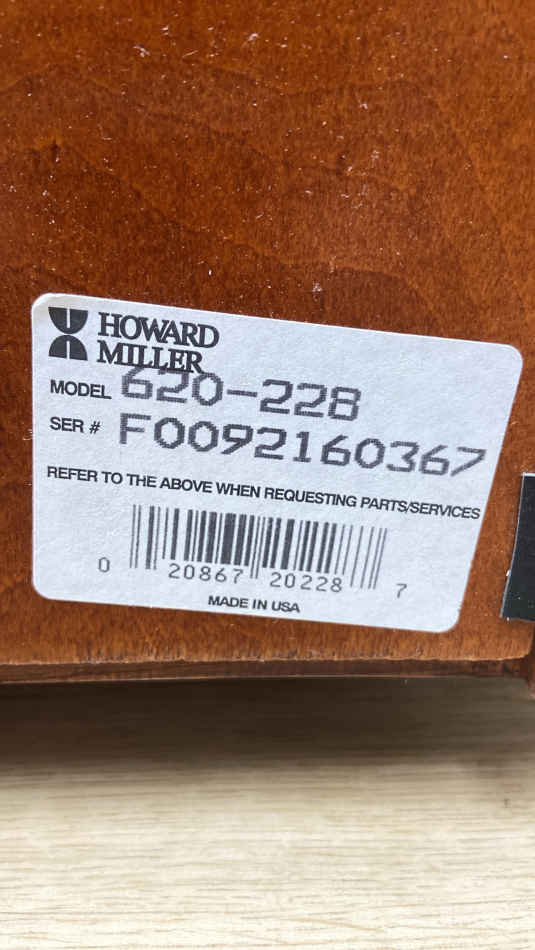 HOWARD
MILLER
MODEL 620-228
SER # F0092160367
REFER TO THE ABOVE WHEN REQUESTING PARTS/SERVICES
0 20867 20228 7
MADE IN USA